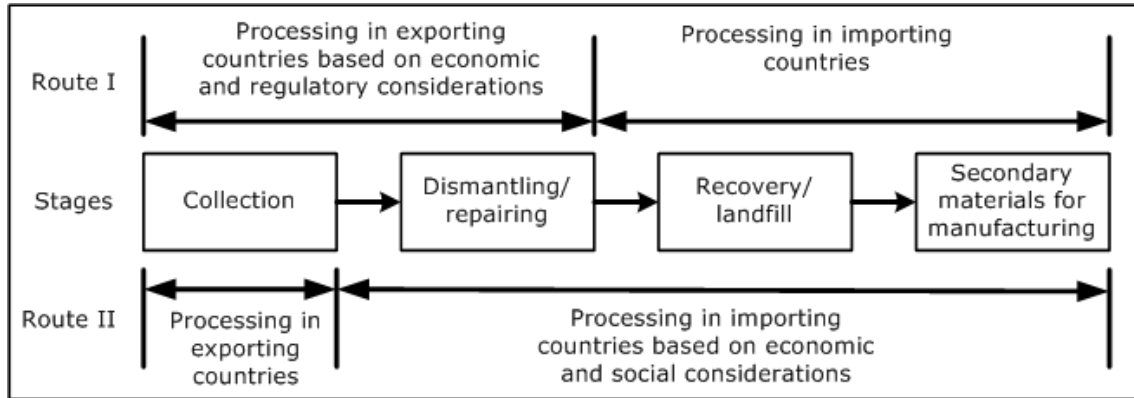 Route I
Processing in exporting
countries based on economic
and regulatory considerations
Processing in importing
countries
Stages
Collection
Dismantling/
repairing
Recovery/
landfill
Secondary
materials for
manufacturing
Route II
Processing in
exporting
countries
Processing in importing
countries based on economic
and social considerations